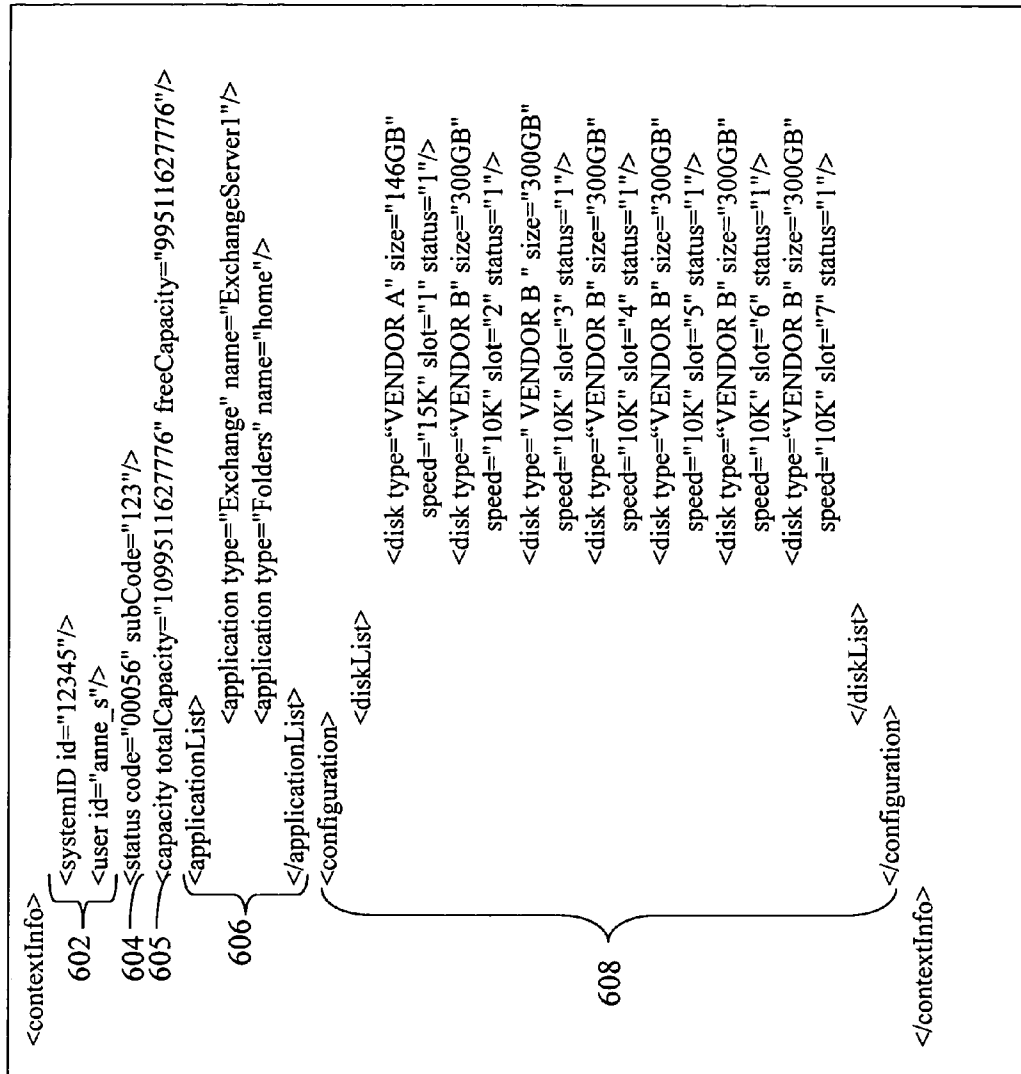 <contextInfo>
602
<systemID id="12345"/>
<user id="anne_s"/>
604
<status code="00056" subCode="123"/>
605
<capacity totalCapacity="1099511627776" freeCapacity="99511627776"/>
606
<applicationList>
<application type="Exchange" name="ExchangeServer1"/>
<application type="Folders" name="home"/>
</applicationList>
608
<configuration>
<diskList>
<disk type="VENDOR A" size="146GB"
speed="15K" slot="1" status="1"/>
<disk type=“VENDOR B" size="300GB"
speed="10K" slot="2" status="1"/>
<disk type=" VENDOR B " size="300GB"
speed="10K" slot="3" status="1"/>
<disk type=“VENDOR B" size="300GB"
speed="10K" slot="4" status="1"/>
<disk type=“VENDOR B" size="300GB"
speed="10K" slot="5" status="1"/>
<disk type=“VENDOR B" size="300GB"
speed="10K" slot="6" status="1"/>
<disk type=“VENDOR B" size="300GB"
speed="10K" slot="7" status="1"/>
</diskList>
</configuration>
</contextInfo>